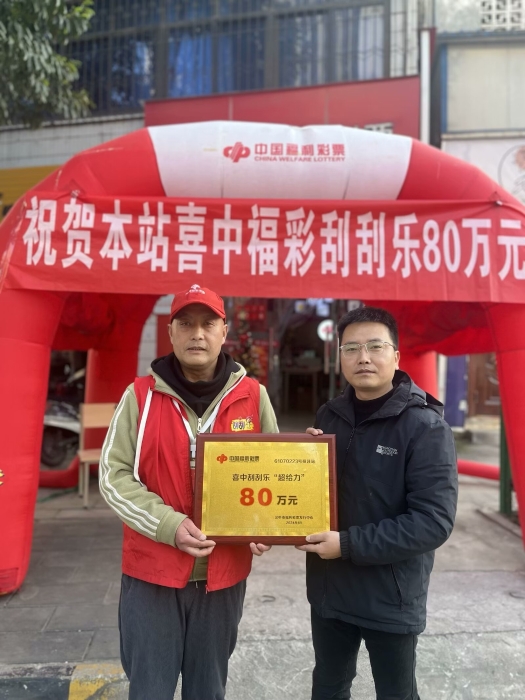 中国福利彩票
CHINA WELFARE LOTTERY
祝贺本站喜中福彩刮刮乐80万元
刮刮
中国福利彩票
喜中刮刮乐“超给力”
80万元